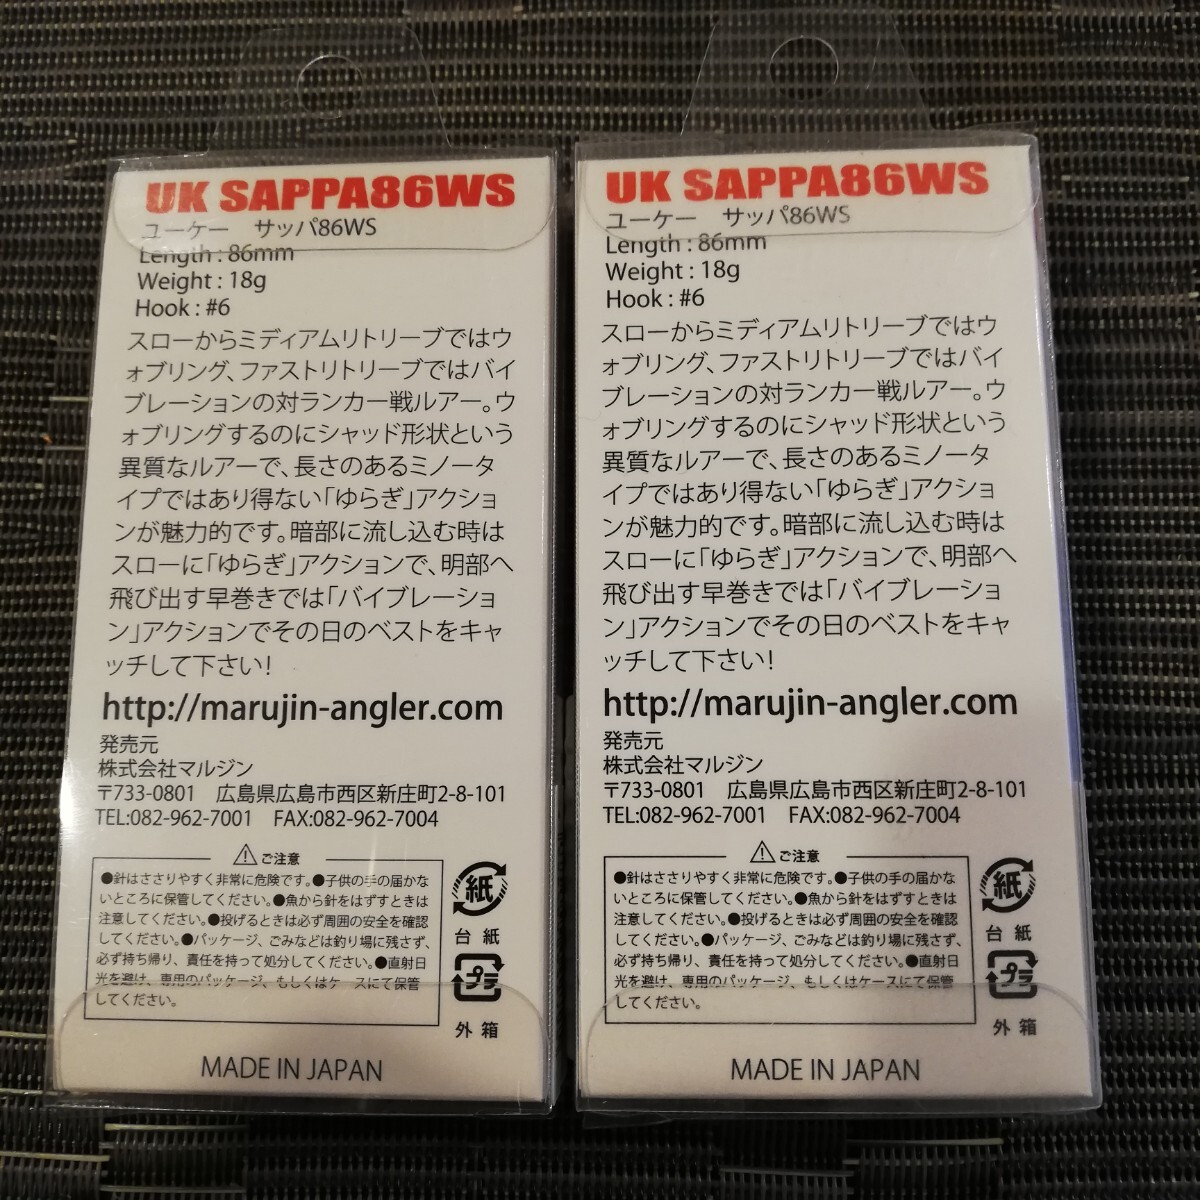 UK SAPPA86WS
ユーケー　サッパ86WS
Length : 86mm
Weight : 18g
Hook : #6
スローからミディアムリトリーブではウ
ォブリング、ファストリトリーブではバイ
ブレーションの対ランカー戦ルアー。ウ
ォブリングするのにシャッド形状という
異質なルアーで、長さのあるミノータ
イプではあり得ない「ゆらぎ」アクショ
ンが魅力的です。暗部に流し込む時は
スローに「ゆらぎ」アクションで、明部へ
飛び出す早巻きでは「バイブレーショ
ン」アクションでその日のベストをキャ
ッチして下さい!
http://marujin-angler.com
発売元
株式会社マルジン
〒733-0801　広島県広島市西区新庄町2-8-101
TEL:082-962-7001　FAX:082-962-7004
ご注意
●針はささりやすく非常に危険です。●子供の手の届かな
いところに保管してください。●魚から針をはずすときは
注意してください。●投げるときは必ず周囲の安全を確認
してください。●パッケージ、ごみなどは釣り場に残さず、
必ず持ち帰り、責任を持って処分してください。●直射日
光を避け、専用のパッケージ、もしくはケースにて保管
してください。
紙
台 紙
プラ
外 箱
MADE IN JAPAN
UK SAPPA86WS
ユーケー　サッパ86WS
Length : 86mm
Weight : 18g
Hook : #6
スローからミディアムリトリーブではウ
ォブリング、ファストリトリーブではバイ
ブレーションの対ランカー戦ルアー。ウ
ォブリングするのにシャッド形状という
異質なルアーで、長さのあるミノータ
イプではあり得ない「ゆらぎ」アクショ
ンが魅力的です。暗部に流し込む時は
スローに「ゆらぎ」アクションで、明部へ
飛び出す早巻きでは「バイブレーショ
ン」アクションでその日のベストをキャ
ッチして下さい!
http://marujin-angler.com
発売元
株式会社マルジン
〒733-0801　広島県広島市西区新庄町2-8-101
TEL:082-962-7001　FAX:082-962-7004
ご注意
●針はささりやすく非常に危険です。●子供の手の届かな
いところに保管してください。●魚から針をはずすときは
注意してください。●投げるときは必ず周囲の安全を確認
してください。●パッケージ、ごみなどは釣り場に残さず、
必ず持ち帰り、責任を持って処分してください。●直射日
光を避け、専用のパッケージ、もしくはケースにて保管
してください。
紙
台 紙
プラ
外 箱
MADE IN JAPAN